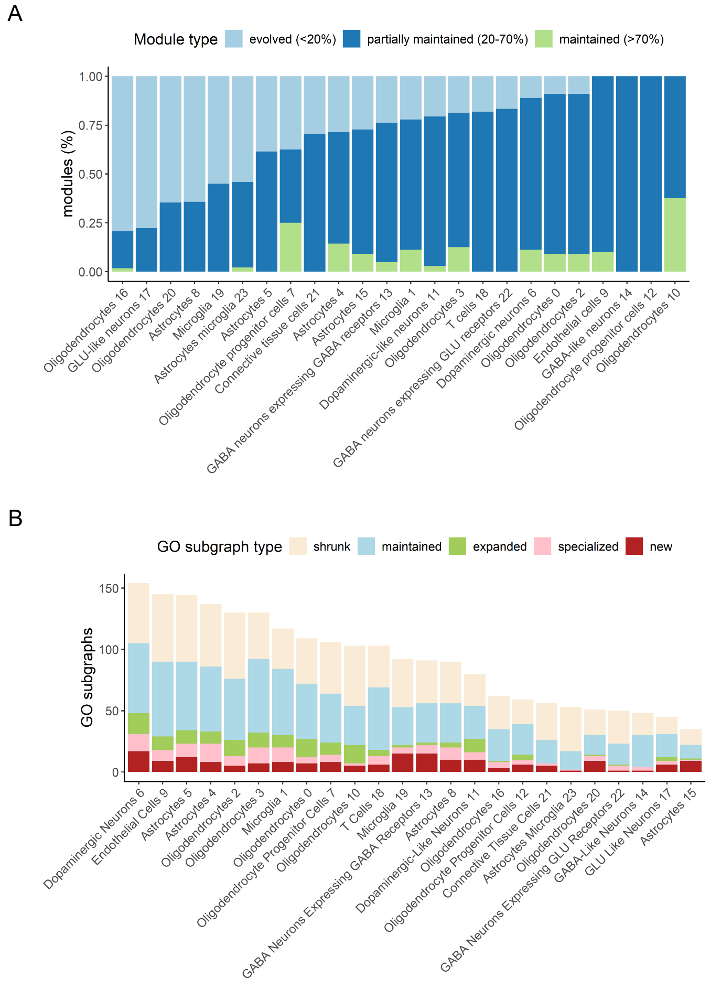 A
Module type evolved (<20%) partially maintained (20-70%) maintained (>70%)
modules (%)
1.00
0.75
0.50
0.25
0.00
Oligodendrocytes 16
GLU-like neurons 17
Oligodendrocytes 20
Astrocytes 8
Microglia 19
Astrocytes microglia 23
Astrocytes 5
Oligodendrocyte progenitor cells 7
Connective tissue cells 21
Astrocytes 4
Astrocytes 15
GABA neurons expressing GABA receptors 13
Microglia 1
Dopaminergic-like neurons 11
Oligodendrocytes 3
T cells 18
GABA neurons expressing GLU receptors 22
Dopaminergic neurons 6
Oligodendrocytes 0
Oligodendrocytes 2
Endothelial cells 9
GABA-like neurons 14
Oligodendrocyte progenitor cells 12
Oligodendrocytes 10
B
GO subgraph type shrunk maintained expanded specialized new
GO subgraphs
150
100
50
0
Dopaminergic Neurons 6
Endothelial Cells 9
Astrocytes 5
Astrocytes 4
Oligodendrocytes 2
Oligodendrocytes 3
Microglia 1
Oligodendrocytes 0
Oligodendrocyte Progenitor Cells 7
Oligodendrocytes 10
T Cells 18
Microglia 19
GABA Neurons Expressing GABA Receptors 13
Astrocytes 8
Dopaminergic-Like Neurons 11
Oligodendrocytes 16
Oligodendrocyte Progenitor Cells 12
Connective Tissue Cells 21
Astrocytes Microglia 23
Oligodendrocytes 20
GABA Neurons Expressing GLU Receptors 22
GABA-Like Neurons 14
GLU Like Neurons 17
Astrocytes 15